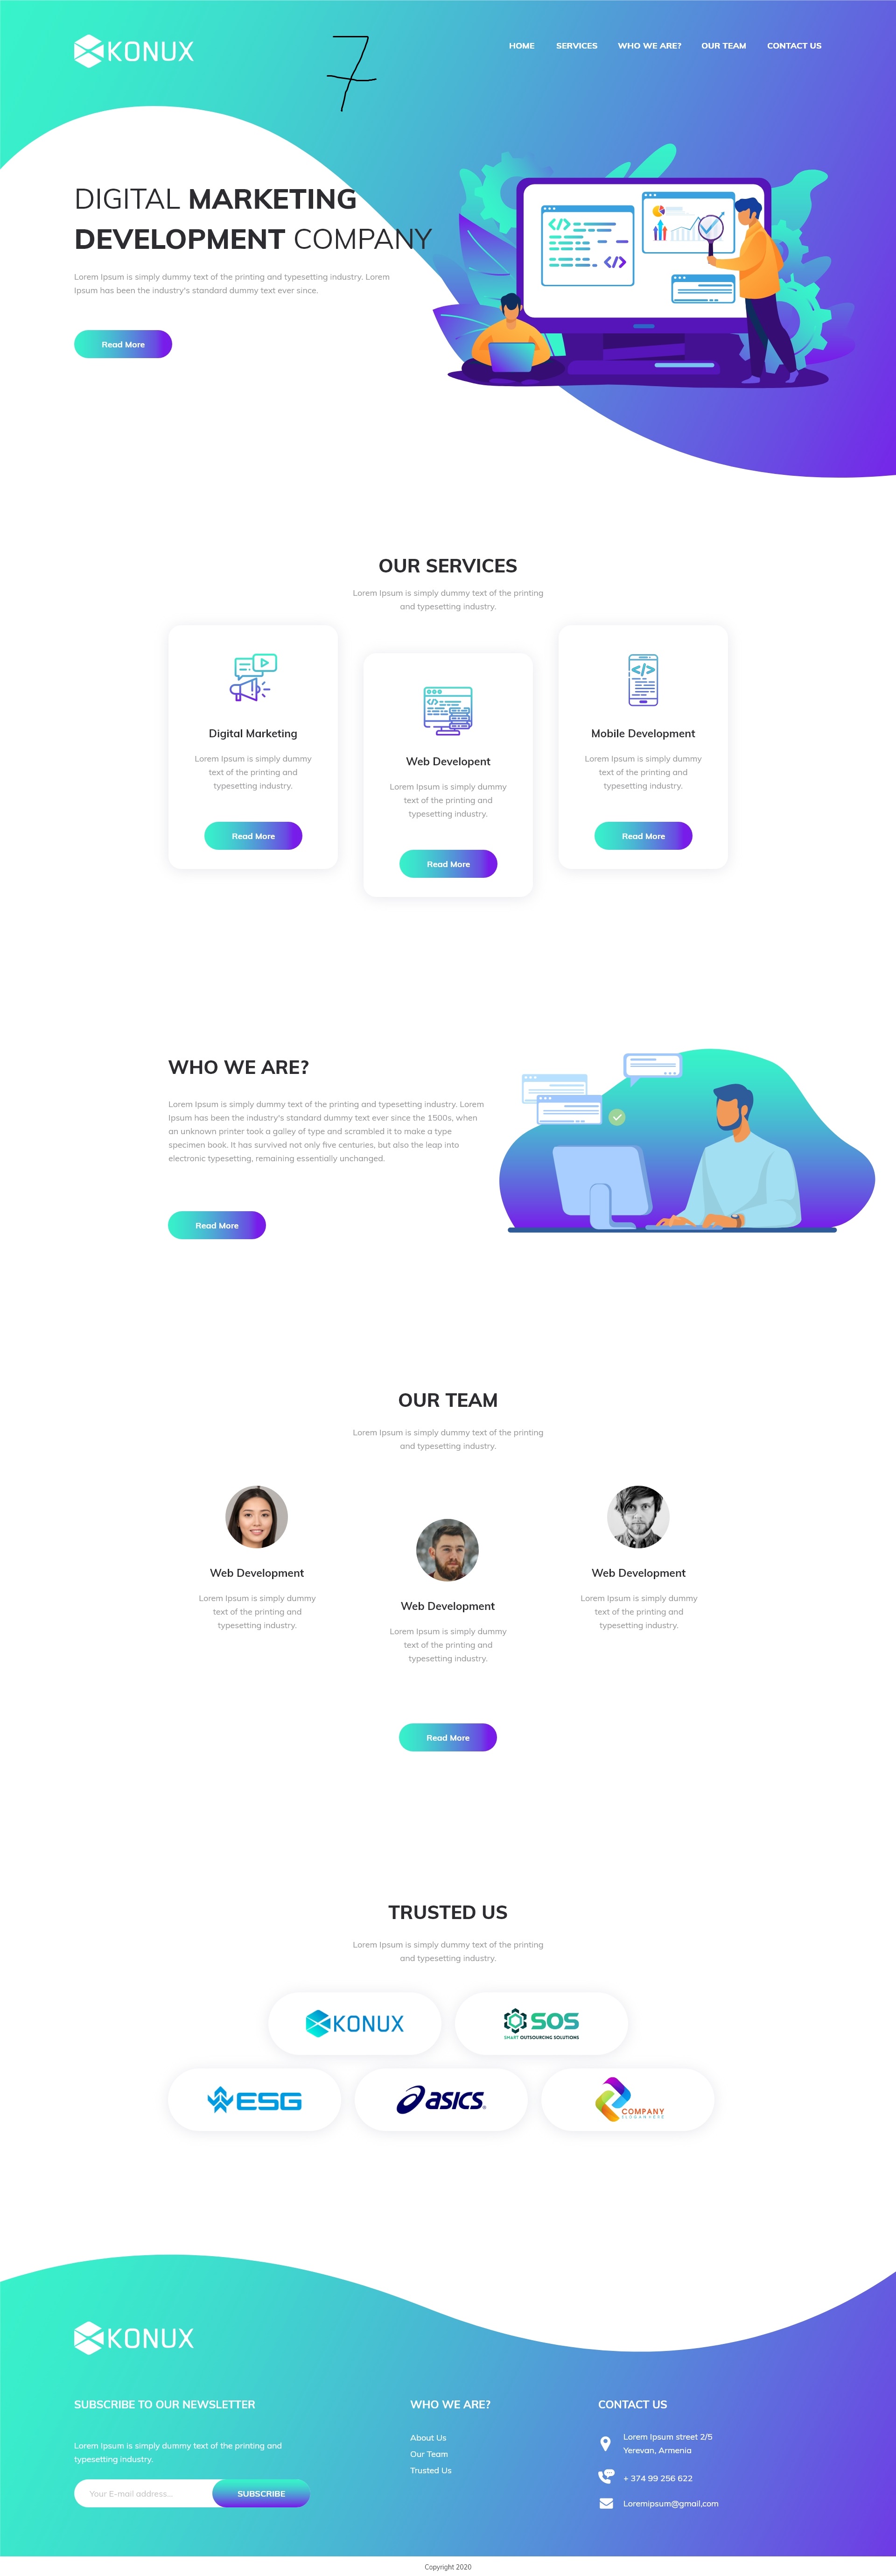 KONUX
7
HOME SERVICES WHO WE ARE? OUR TEAM CONTACT US
DIGITAL MARKETING
DEVELOPMENT COMPANY
Lorem Ipsum is simply dummy text of the printing and typesetting industry. Lorem
Ipsum has been the industry's standard dummy text ever since.
Read More
OUR SERVICES
Lorem Ipsum is simply dummy text of the printing
and typesetting industry.
Digital Marketing
Lorem Ipsum is simply dummy
text of the printing and
typesetting industry.
Read More
Web Developent
Lorem Ipsum is simply dummy
text of the printing and
typesetting industry.
Read More
Mobile Development
Lorem Ipsum is simply dummy
text of the printing and
typesetting industry.
Read More
WHO WE ARE?
Lorem Ipsum is simply dummy text of the printing and typesetting industry. Lorem
Ipsum has been the industry's standard dummy text ever since the 1500s, when
an unknown printer took a galley of type and scrambled it to make a type
specimen book. It has survived not only five centuries, but also the leap into
electronic typesetting, remaining essentially unchanged.
Read More
OUR TEAM
Lorem Ipsum is simply dummy text of the printing
and typesetting industry.
Web Development
Lorem Ipsum is simply dummy
text of the printing and
typesetting industry.
Web Development
Lorem Ipsum is simply dummy
text of the printing and
typesetting industry.
Web Development
Lorem Ipsum is simply dummy
text of the printing and
typesetting industry.
Read More
TRUSTED US
Lorem Ipsum is simply dummy text of the printing
and typesetting industry.
KONUX
SOS
SMART OUTSOURCING SOLUTIONS
ESG
asics
COMPANY
SLOGAN HERE
KONUX
SUBSCRIBE TO OUR NEWSLETTER
Lorem Ipsum is simply dummy text of the printing and
typesetting industry.
Your E-mail address...
SUBSCRIBE
WHO WE ARE?
About Us
Our Team
Trusted Us
CONTACT US
Lorem Ipsum street 2/5
Yerevan, Armenia
+ 374 99 256 622
Loremipsum@gmail,com
Copyright 2020